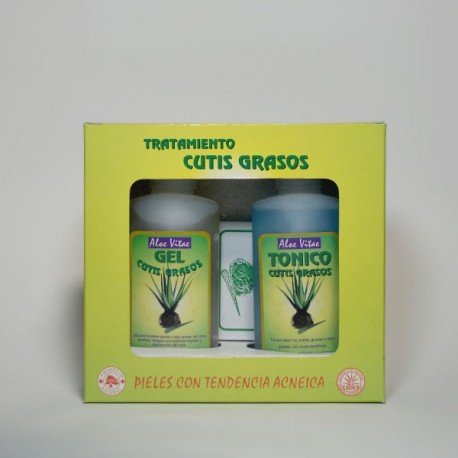 TRATAMIENTO
CUTIS GRASOS
Aloe Vitae
GEL
CUTIS GRASOS
Aloe Vitae
TONICO
CUTIS GRASOS
PIELES CON TENDENCIA ACNEICA